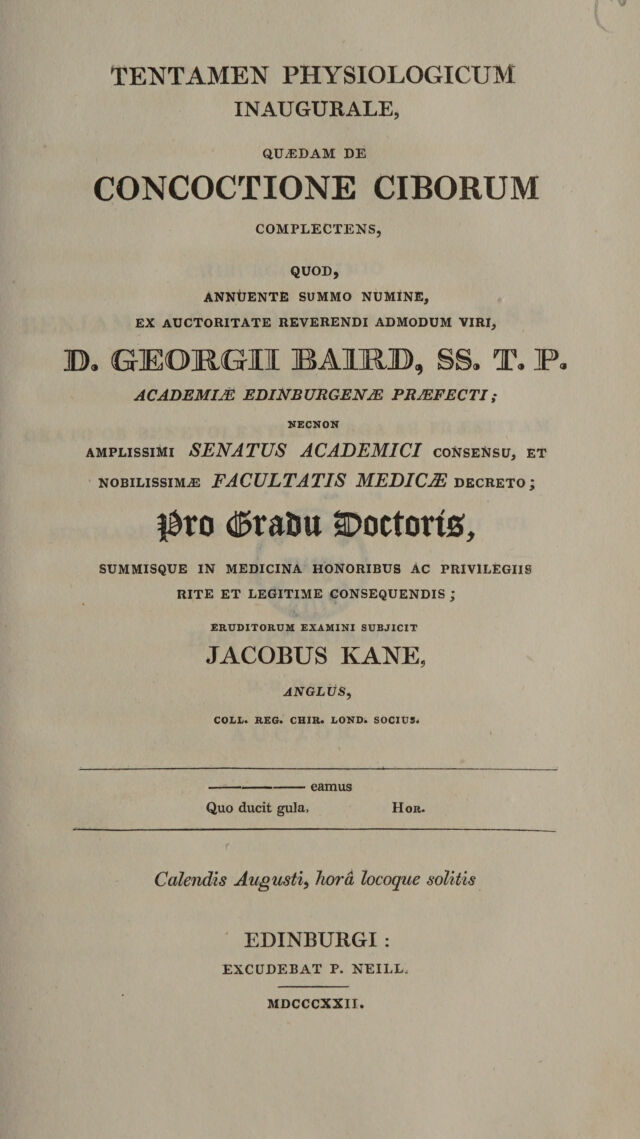 TENTAMEN PHYSIOLOGICUM
INAUGURALE,
QUÆDAM DE
CONCOCTIONE CIBORUM
COMPLECTENS,
QUOD,
ANNUENTE SUMMO NUMINE,
EX AUCTORITATE REVERENDI ADMODUM VIRI,
D. GEORGII BAIRD, SS. T. P.
ACADEMIÆ EDINBURGENÆ PRÆFECTI;
NECNON
AMPLISSIMI SENATUS ACADEMICI CONSENSU, ET
NOBILISSIMÆ FACULTATIS MEDICÆ DECRETO;
Pro Gradu Doctoris,
SUMMISQUE IN MEDICINA HONORIBUS AC PRIVILEGIIS
RITE ET LEGITIME CONSEQUENDIS;
ERUDITORUM EXAMINI SUBJICIT
JACOBUS KANE,
ANGLUS,
COLL. REG. CHIR. LOND. SOCIUS.
———— eamus
Quo ducit gula. HOR.
Calendis Augusti, horâ locoque solitis
EDINBURGI:
EXCUDEBAT P. NEILL.
MDCCCXXII.